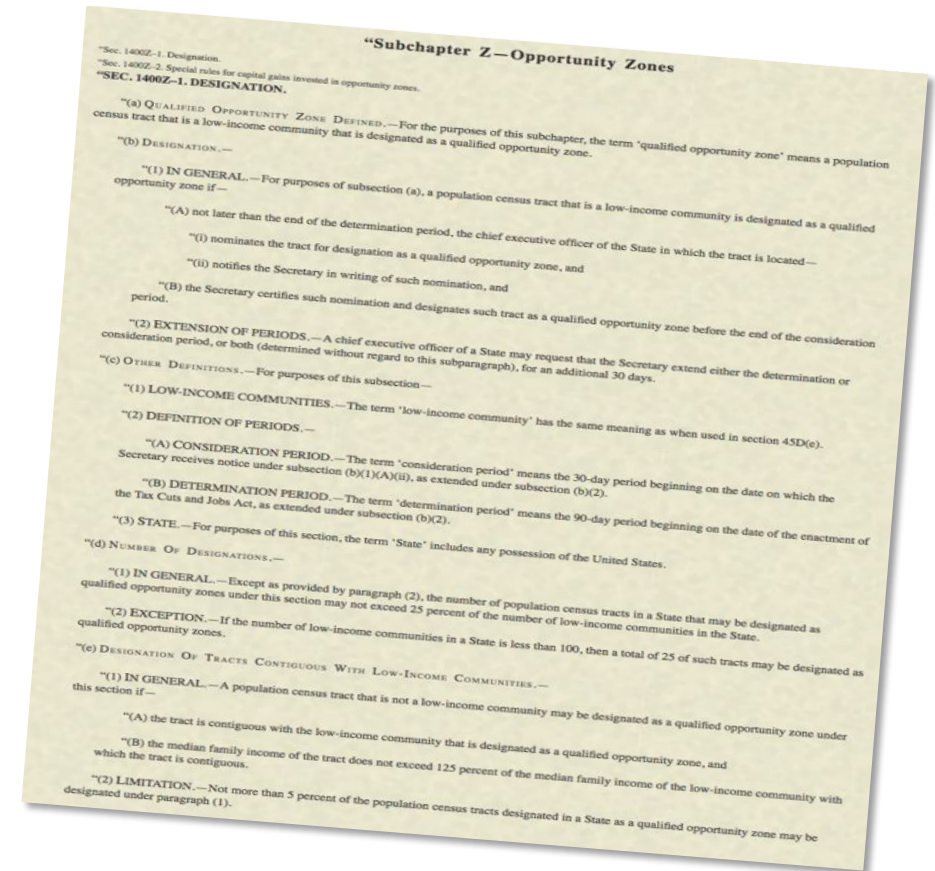 “Subchapter Z—Opportunity Zones
“Sec. 1400Z–1. Designation.
“Sec. 1400Z–2. Special rules for capital gains invested in opportunity zones.
“SEC. 1400Z–1. DESIGNATION.
“(a) QUALIFIED OPPORTUNITY ZONE DEFINED.—For the purposes of this subchapter, the term ‘qualified opportunity zone’ means a population
census tract that is a low-income community that is designated as a qualified opportunity zone.
“(b) DESIGNATION.—
“(1) IN GENERAL.—For purposes of subsection (a), a population census tract that is a low-income community is designated as a qualified
opportunity zone if—
“(A) not later than the end of the determination period, the chief executive officer of the State in which the tract is located—
“(i) nominates the tract for designation as a qualified opportunity zone, and
“(ii) notifies the Secretary in writing of such nomination, and
“(B) the Secretary certifies such nomination and designates such tract as a qualified opportunity zone before the end of the consideration
period.
“(2) EXTENSION OF PERIODS.—A chief executive officer of a State may request that the Secretary extend either the determination or
consideration period, or both (determined without regard to this subparagraph), for an additional 30 days.
“(c) OTHER DEFINITIONS.—For purposes of this subsection—
“(1) LOW-INCOME COMMUNITIES.—The term ‘low-income community’ has the same meaning as when used in section 45D(e).
“(2) DEFINITION OF PERIODS.—
“(A) CONSIDERATION PERIOD.—The term ‘consideration period’ means the 30-day period beginning on the date on which the
Secretary receives notice under subsection (b)(1)(A)(ii), as extended under subsection (b)(2).
“(B) DETERMINATION PERIOD.—The term ‘determination period’ means the 90-day period beginning on the date of the enactment of
the Tax Cuts and Jobs Act, as extended under subsection (b)(2).
“(3) STATE.—For purposes of this section, the term ‘State’ includes any possession of the United States.
“(d) NUMBER OF DESIGNATIONS.—
“(1) IN GENERAL.—Except as provided by paragraph (2), the number of population census tracts in a State that may be designated as
qualified opportunity zones under this section may not exceed 25 percent of the number of low-income communities in the State.
“(2) EXCEPTION.—If the number of low-income communities in a State is less than 100, then a total of 25 of such tracts may be designated as
qualified opportunity zones.
“(e) DESIGNATION OF TRACTS CONTIGUOUS WITH LOW-INCOME COMMUNITIES.—
“(1) IN GENERAL.—A population census tract that is not a low-income community may be designated as a qualified opportunity zone under
this section if—
“(A) the tract is contiguous with the low-income community that is designated as a qualified opportunity zone, and
“(B) the median family income of the tract does not exceed 125 percent of the median family income of the low-income community with
which the tract is contiguous.
“(2) LIMITATION.—Not more than 5 percent of the population census tracts designated in a State as a qualified opportunity zone may be
designated under paragraph (1).